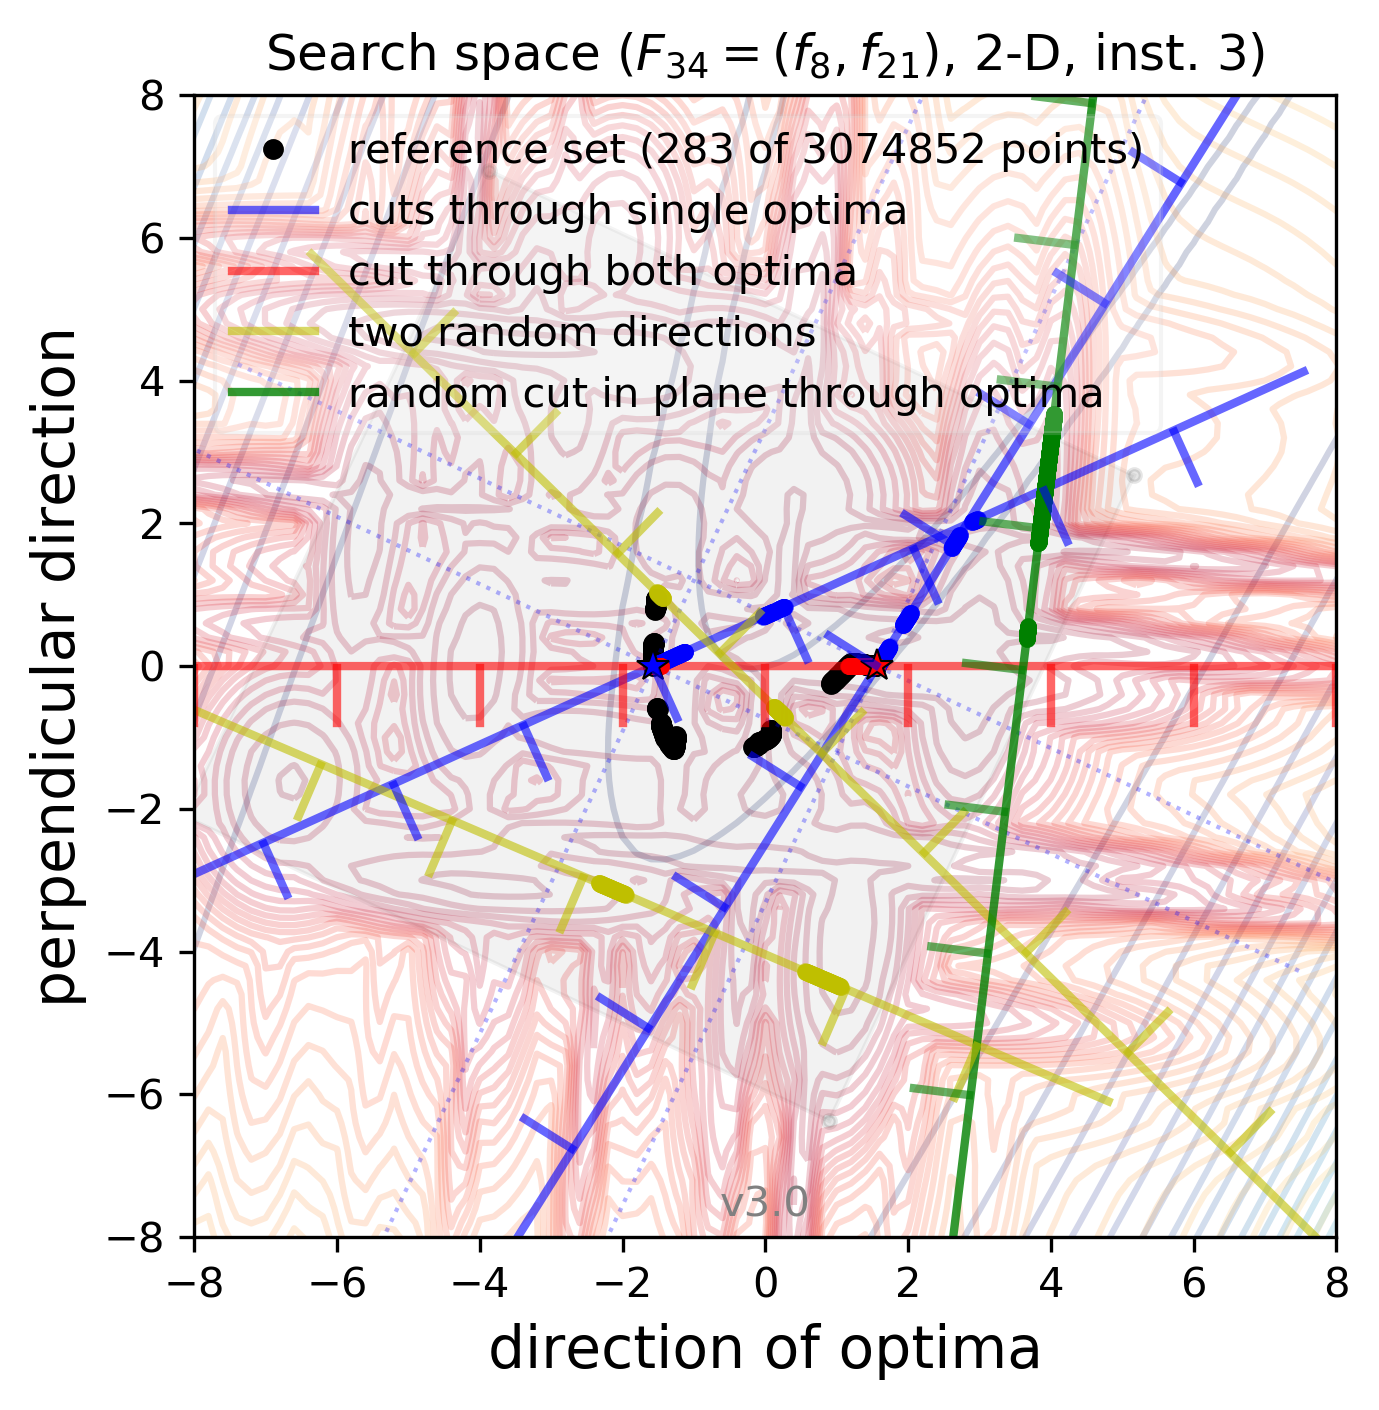 Search space (F34 = (f8, f21), 2-D, inst. 3)
reference set (283 of 3074852 points)
cuts through single optima
cut through both optima
two random directions
random cut in plane through optima
8
6
4
2
0
−2
−4
−6
−8
perpendicular direction
v3.0
−8 −6 −4 −2 0 2 4 6 8
direction of optima